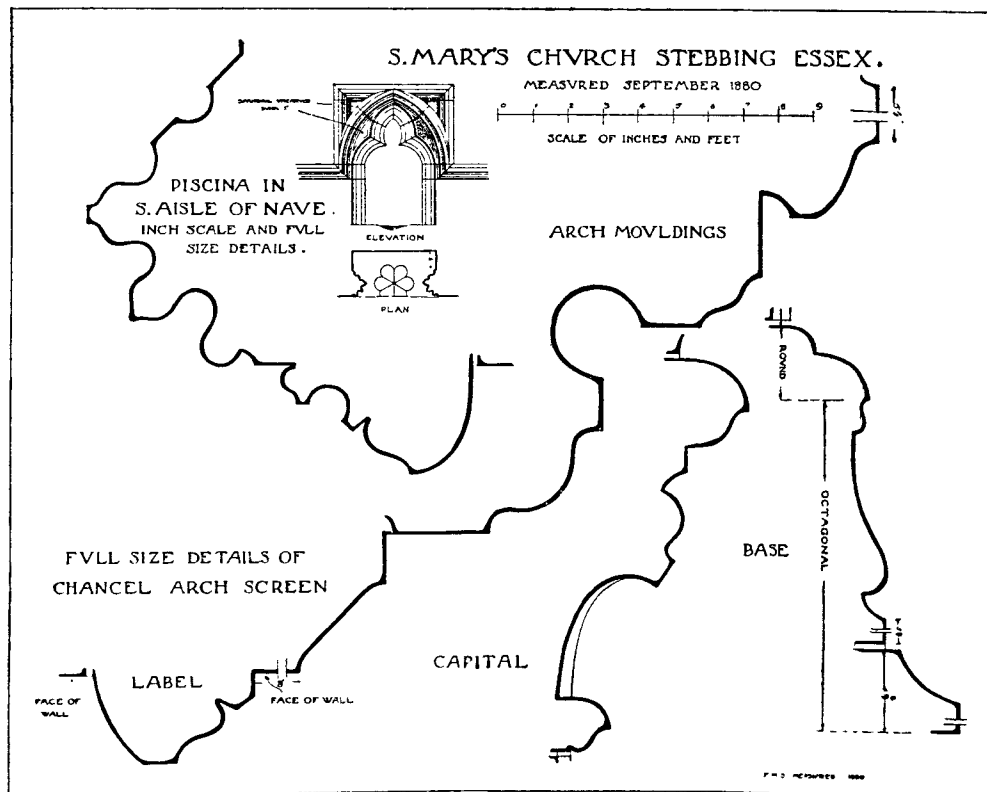 S. MARY'S CHVRCH STEBBING ESSEX.
MEASVRED SEPTEMBER 1880
0 1 2 3 4 5 6 7 8 9
SCALE OF INCHES AND FEET
PISCINA IN
S. AISLE OF NAVE.
INCH SCALE AND FVLL
SIZE DETAILS.
ELEVATION
PLAN
ARCH MOVLDINGS
ROVND
OCTAGONAL
BASE
FVLL SIZE DETAILS OF
CHANCEL ARCH SCREEN
CAPITAL
LABEL
FACE OF
WALL
FACE OF WALL
MEASURED 1880